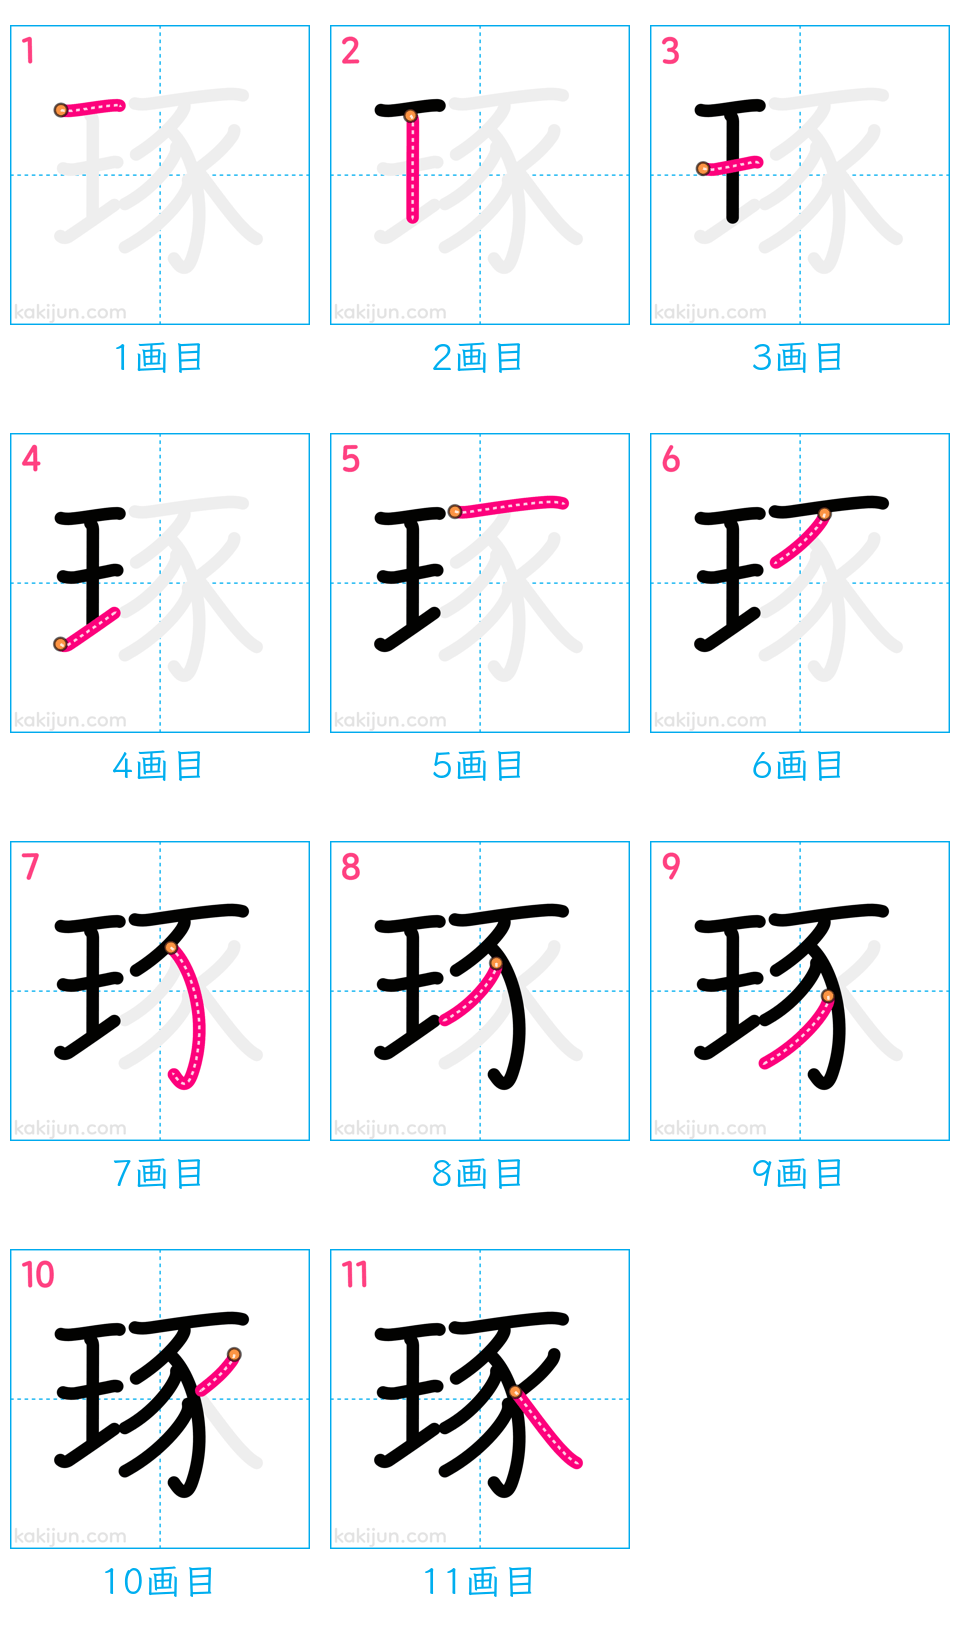 1 2 3
kakijun.com kakijun.com kakijun.com
1画目 2画目 3画目
4 5 6
kakijun.com kakijun.com kakijun.com
4画目 5画目 6画目
7 8 9
kakijun.com kakijun.com kakijun.com
7画目 8画目 9画目
10 11
琢 琢
kakijun.com kakijun.com
10画目 11画目